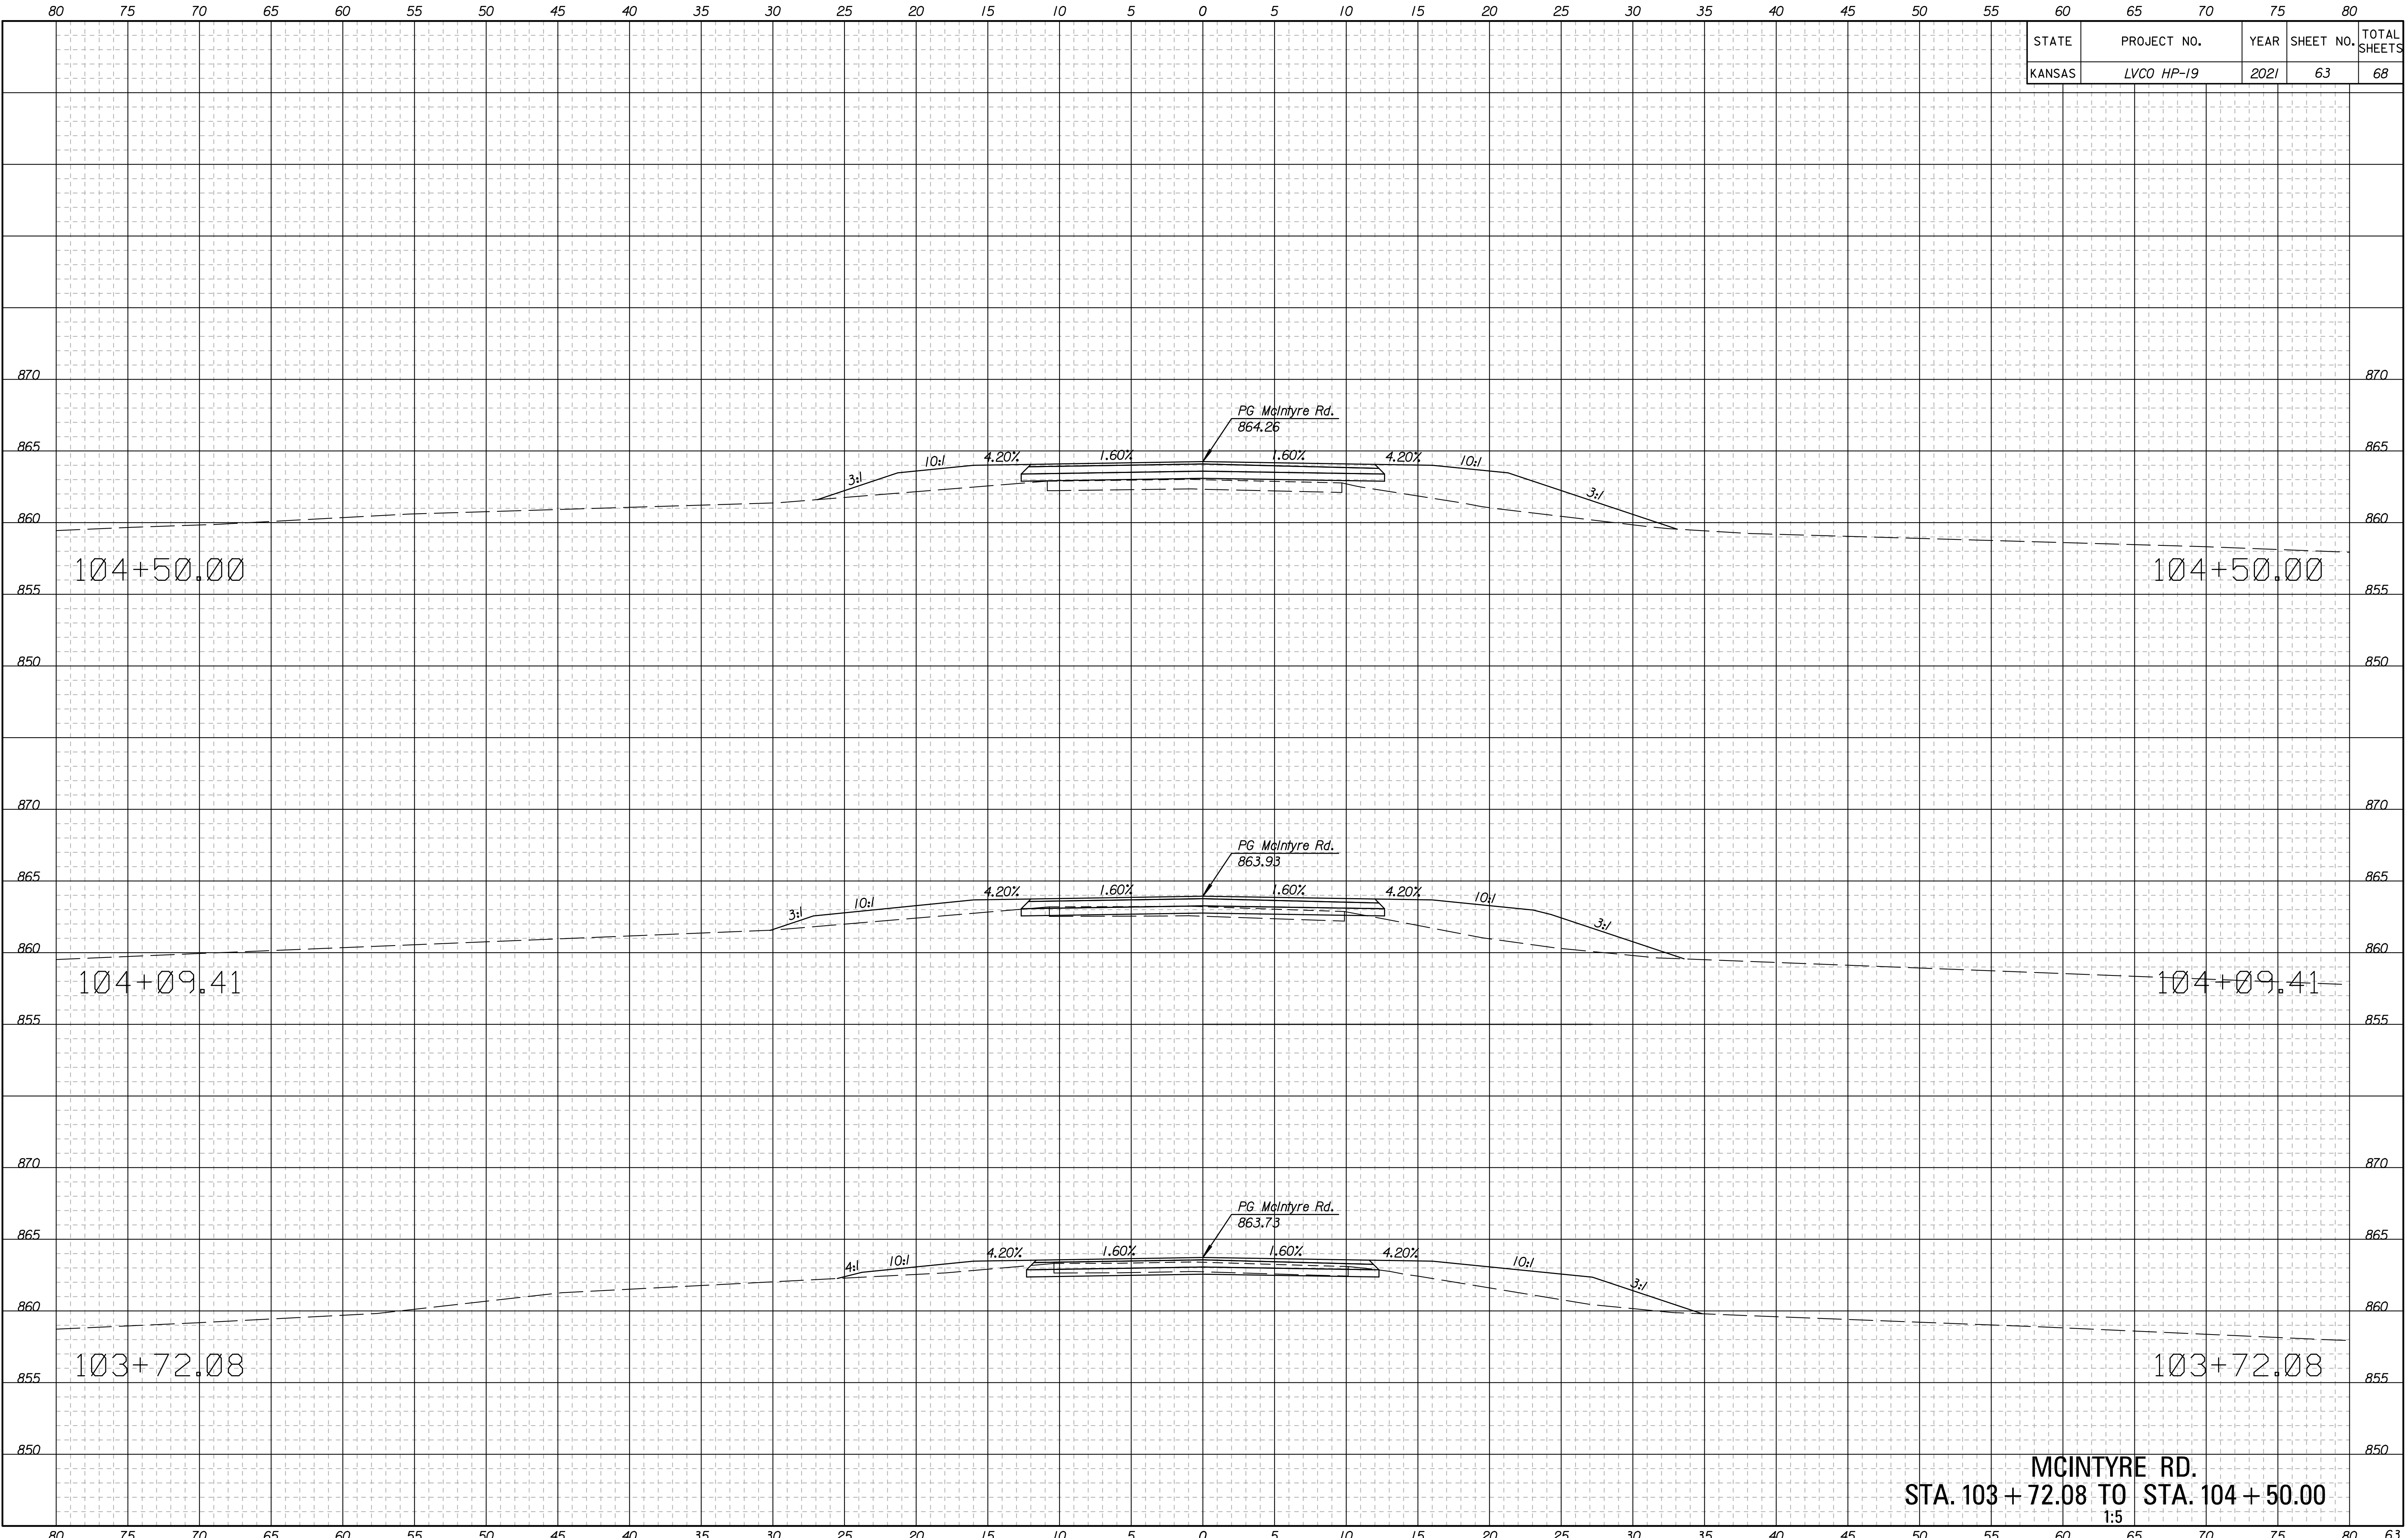 80 75 70 65 60 55 50 45 40 35 30 25 20 15 10 5 0 5 10 15 20 25 30 35 40 45 50 55 60 65 70 75 80
STATE PROJECT NO. YEAR SHEET NO. TOTAL SHEETS
KANSAS LVCO HP-19 2021 63 68
870 870
PG McIntyre Rd.
864.26
865 865
3:1 10:1 4.20% 1.60% 1.60% 4.20% 10:1 3:1
860 860
104+50.00 104+50.00
855 855
850 850
870 870
PG McIntyre Rd.
863.93
865 865
3:1 10:1 4.20% 1.60% 1.60% 4.20% 10:1 3:1
860 860
104+09.41 104+09.41
855 855
870 870
PG McIntyre Rd.
863.73
865 865
4:1 10:1 4.20% 1.60% 1.60% 4.20% 10:1 3:1
860 860
103+72.08 103+72.08
855 855
850 850
MCINTYRE RD.
STA. 103 + 72.08 TO STA. 104 + 50.00
1:5
80 75 70 65 60 55 50 45 40 35 30 25 20 15 10 5 0 5 10 15 20 25 30 35 40 45 50 55 60 65 70 75 80 63